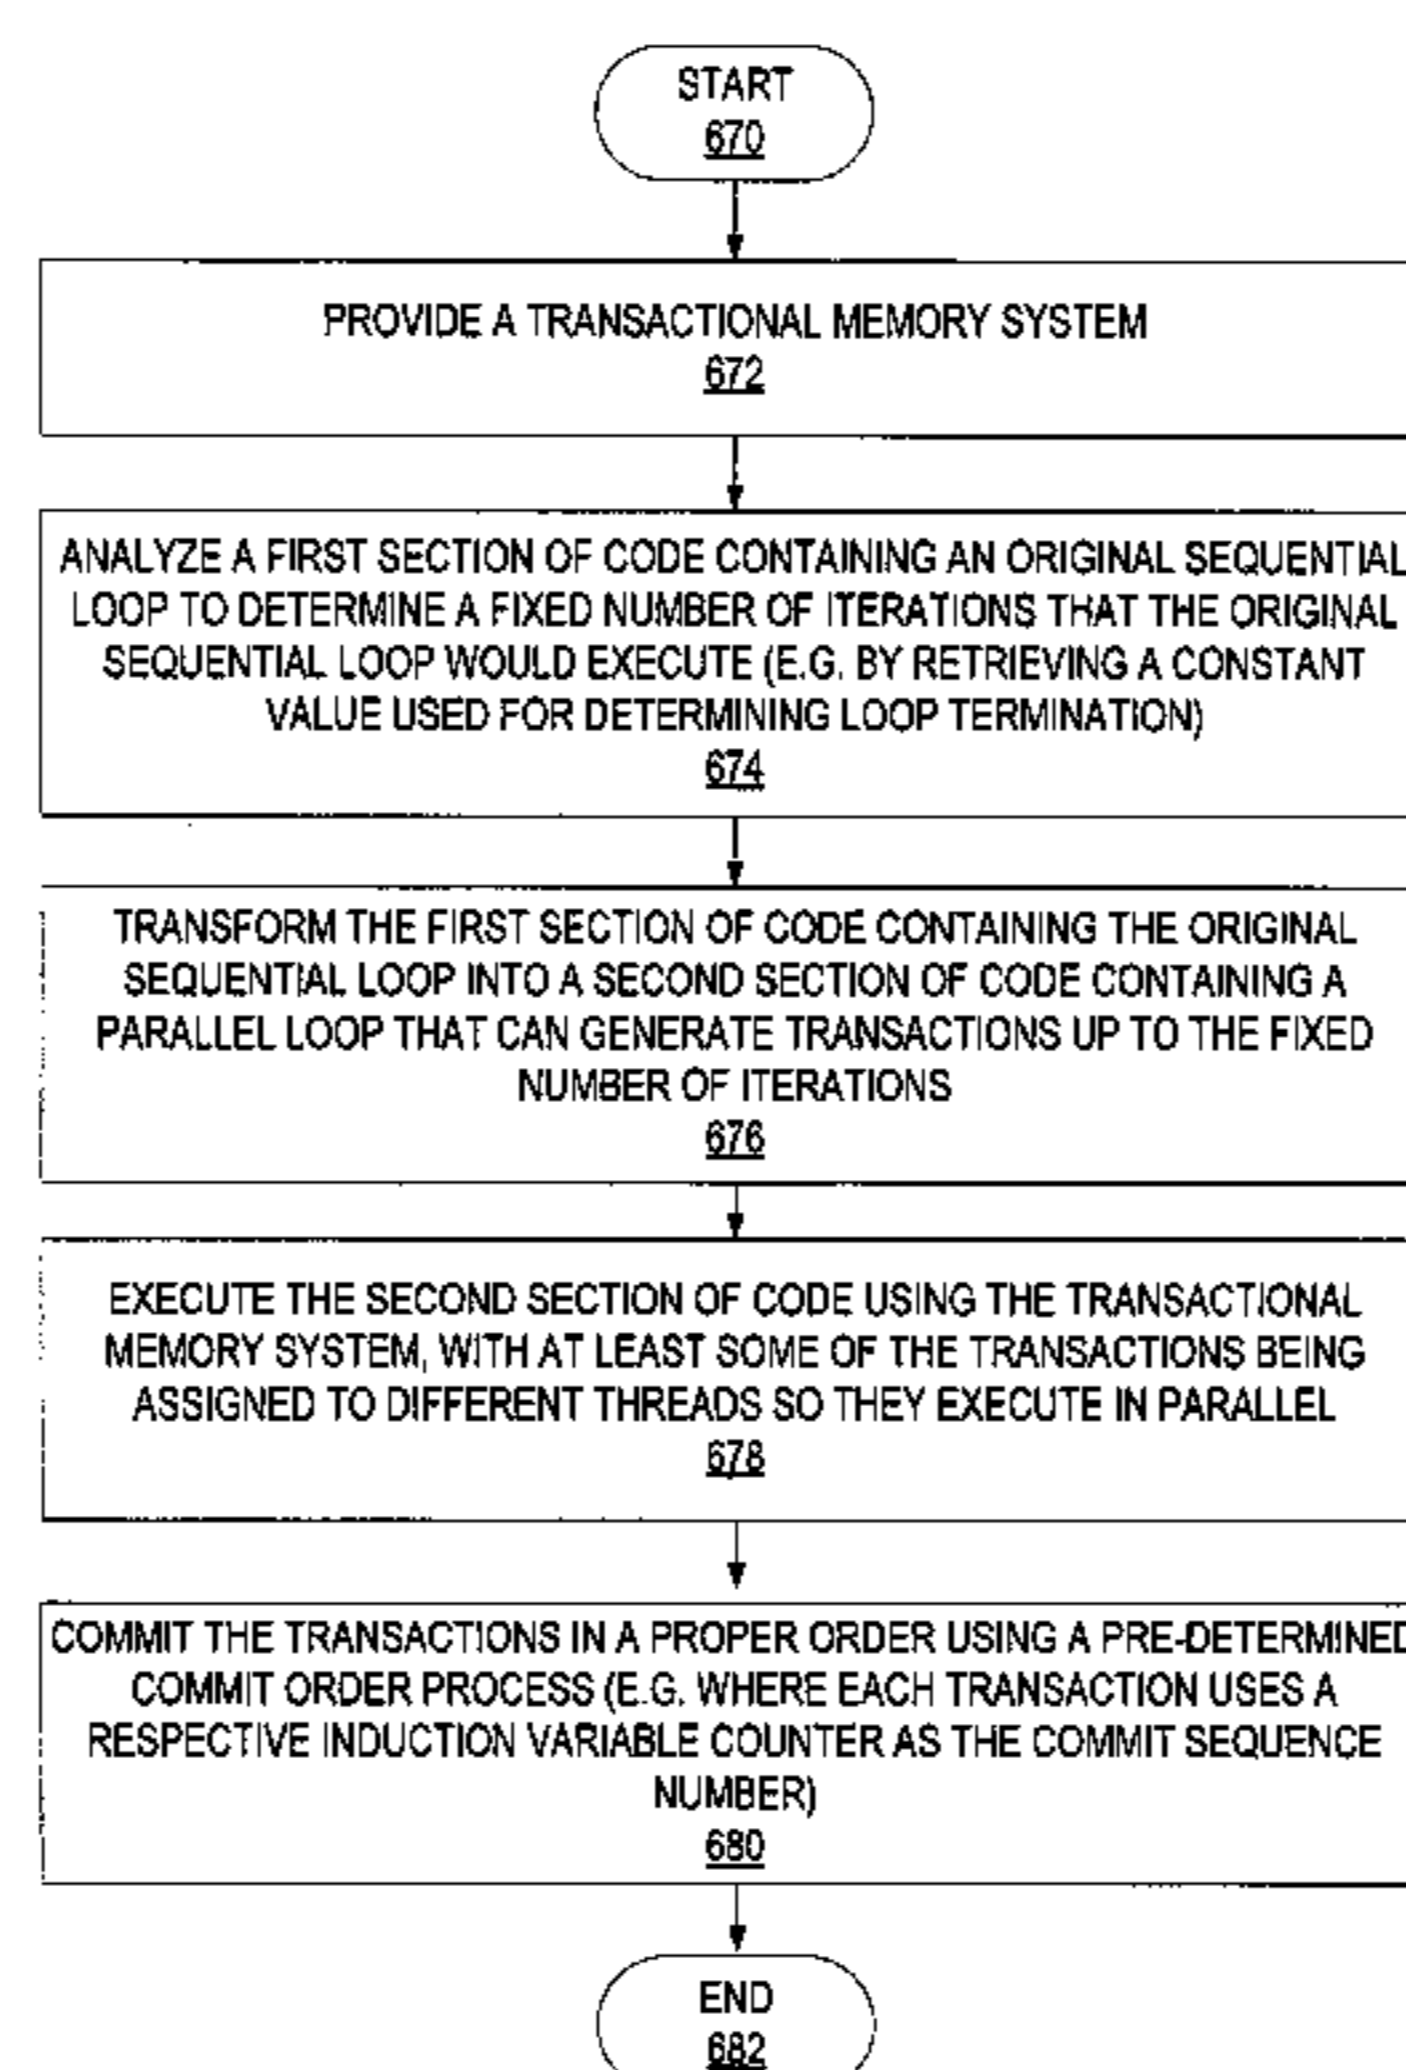 START
670
PROVIDE A TRANSACTIONAL MEMORY SYSTEM
672
ANALYZE A FIRST SECTION OF CODE CONTAINING AN ORIGINAL SEQUENTIAL
LOOP TO DETERMINE A FIXED NUMBER OF ITERATIONS THAT THE ORIGINAL
SEQUENTIAL LOOP WOULD EXECUTE (E.G. BY RETRIEVING A CONSTANT
VALUE USED FOR DETERMINING LOOP TERMINATION)
674
TRANSFORM THE FIRST SECTION OF CODE CONTAINING THE ORIGINAL
SEQUENTIAL LOOP INTO A SECOND SECTION OF CODE CONTAINING A
PARALLEL LOOP THAT CAN GENERATE TRANSACTIONS UP TO THE FIXED
NUMBER OF ITERATIONS
676
EXECUTE THE SECOND SECTION OF CODE USING THE TRANSACTIONAL
MEMORY SYSTEM, WITH AT LEAST SOME OF THE TRANSACTIONS BEING
ASSIGNED TO DIFFERENT THREADS SO THEY EXECUTE IN PARALLEL
678
COMMIT THE TRANSACTIONS IN A PROPER ORDER USING A PRE-DETERMINED
COMMIT ORDER PROCESS (E.G. WHERE EACH TRANSACTION USES A
RESPECTIVE INDUCTION VARIABLE COUNTER AS THE COMMIT SEQUENCE
NUMBER)
680
END
682